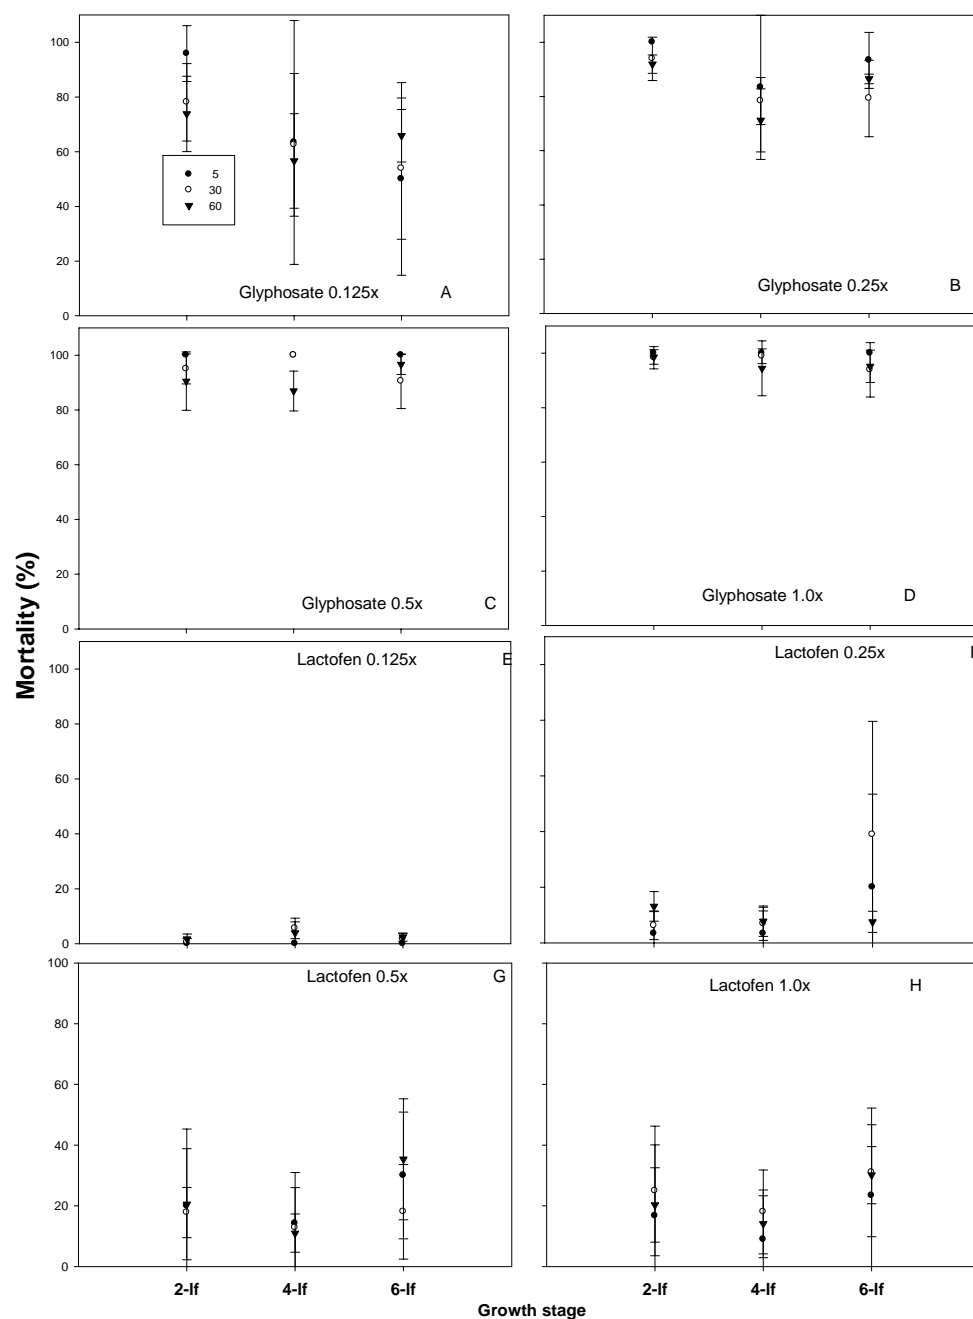 100
80
60
40
20
0
5
30
60
Glyphosate 0.125x A
Glyphosate 0.25x B
100
80
60
40
20
0
Glyphosate 0.5x C
Glyphosate 1.0x D
Mortality (%)
100
80
60
40
20
0
Lactofen 0.125x E
Lactofen 0.25x
100
80
60
40
20
0
Lactofen 0.5x G
Lactofen 1.0x H
2-lf 4-lf 6-lf 2-lf 4-lf 6-lf
Growth stage